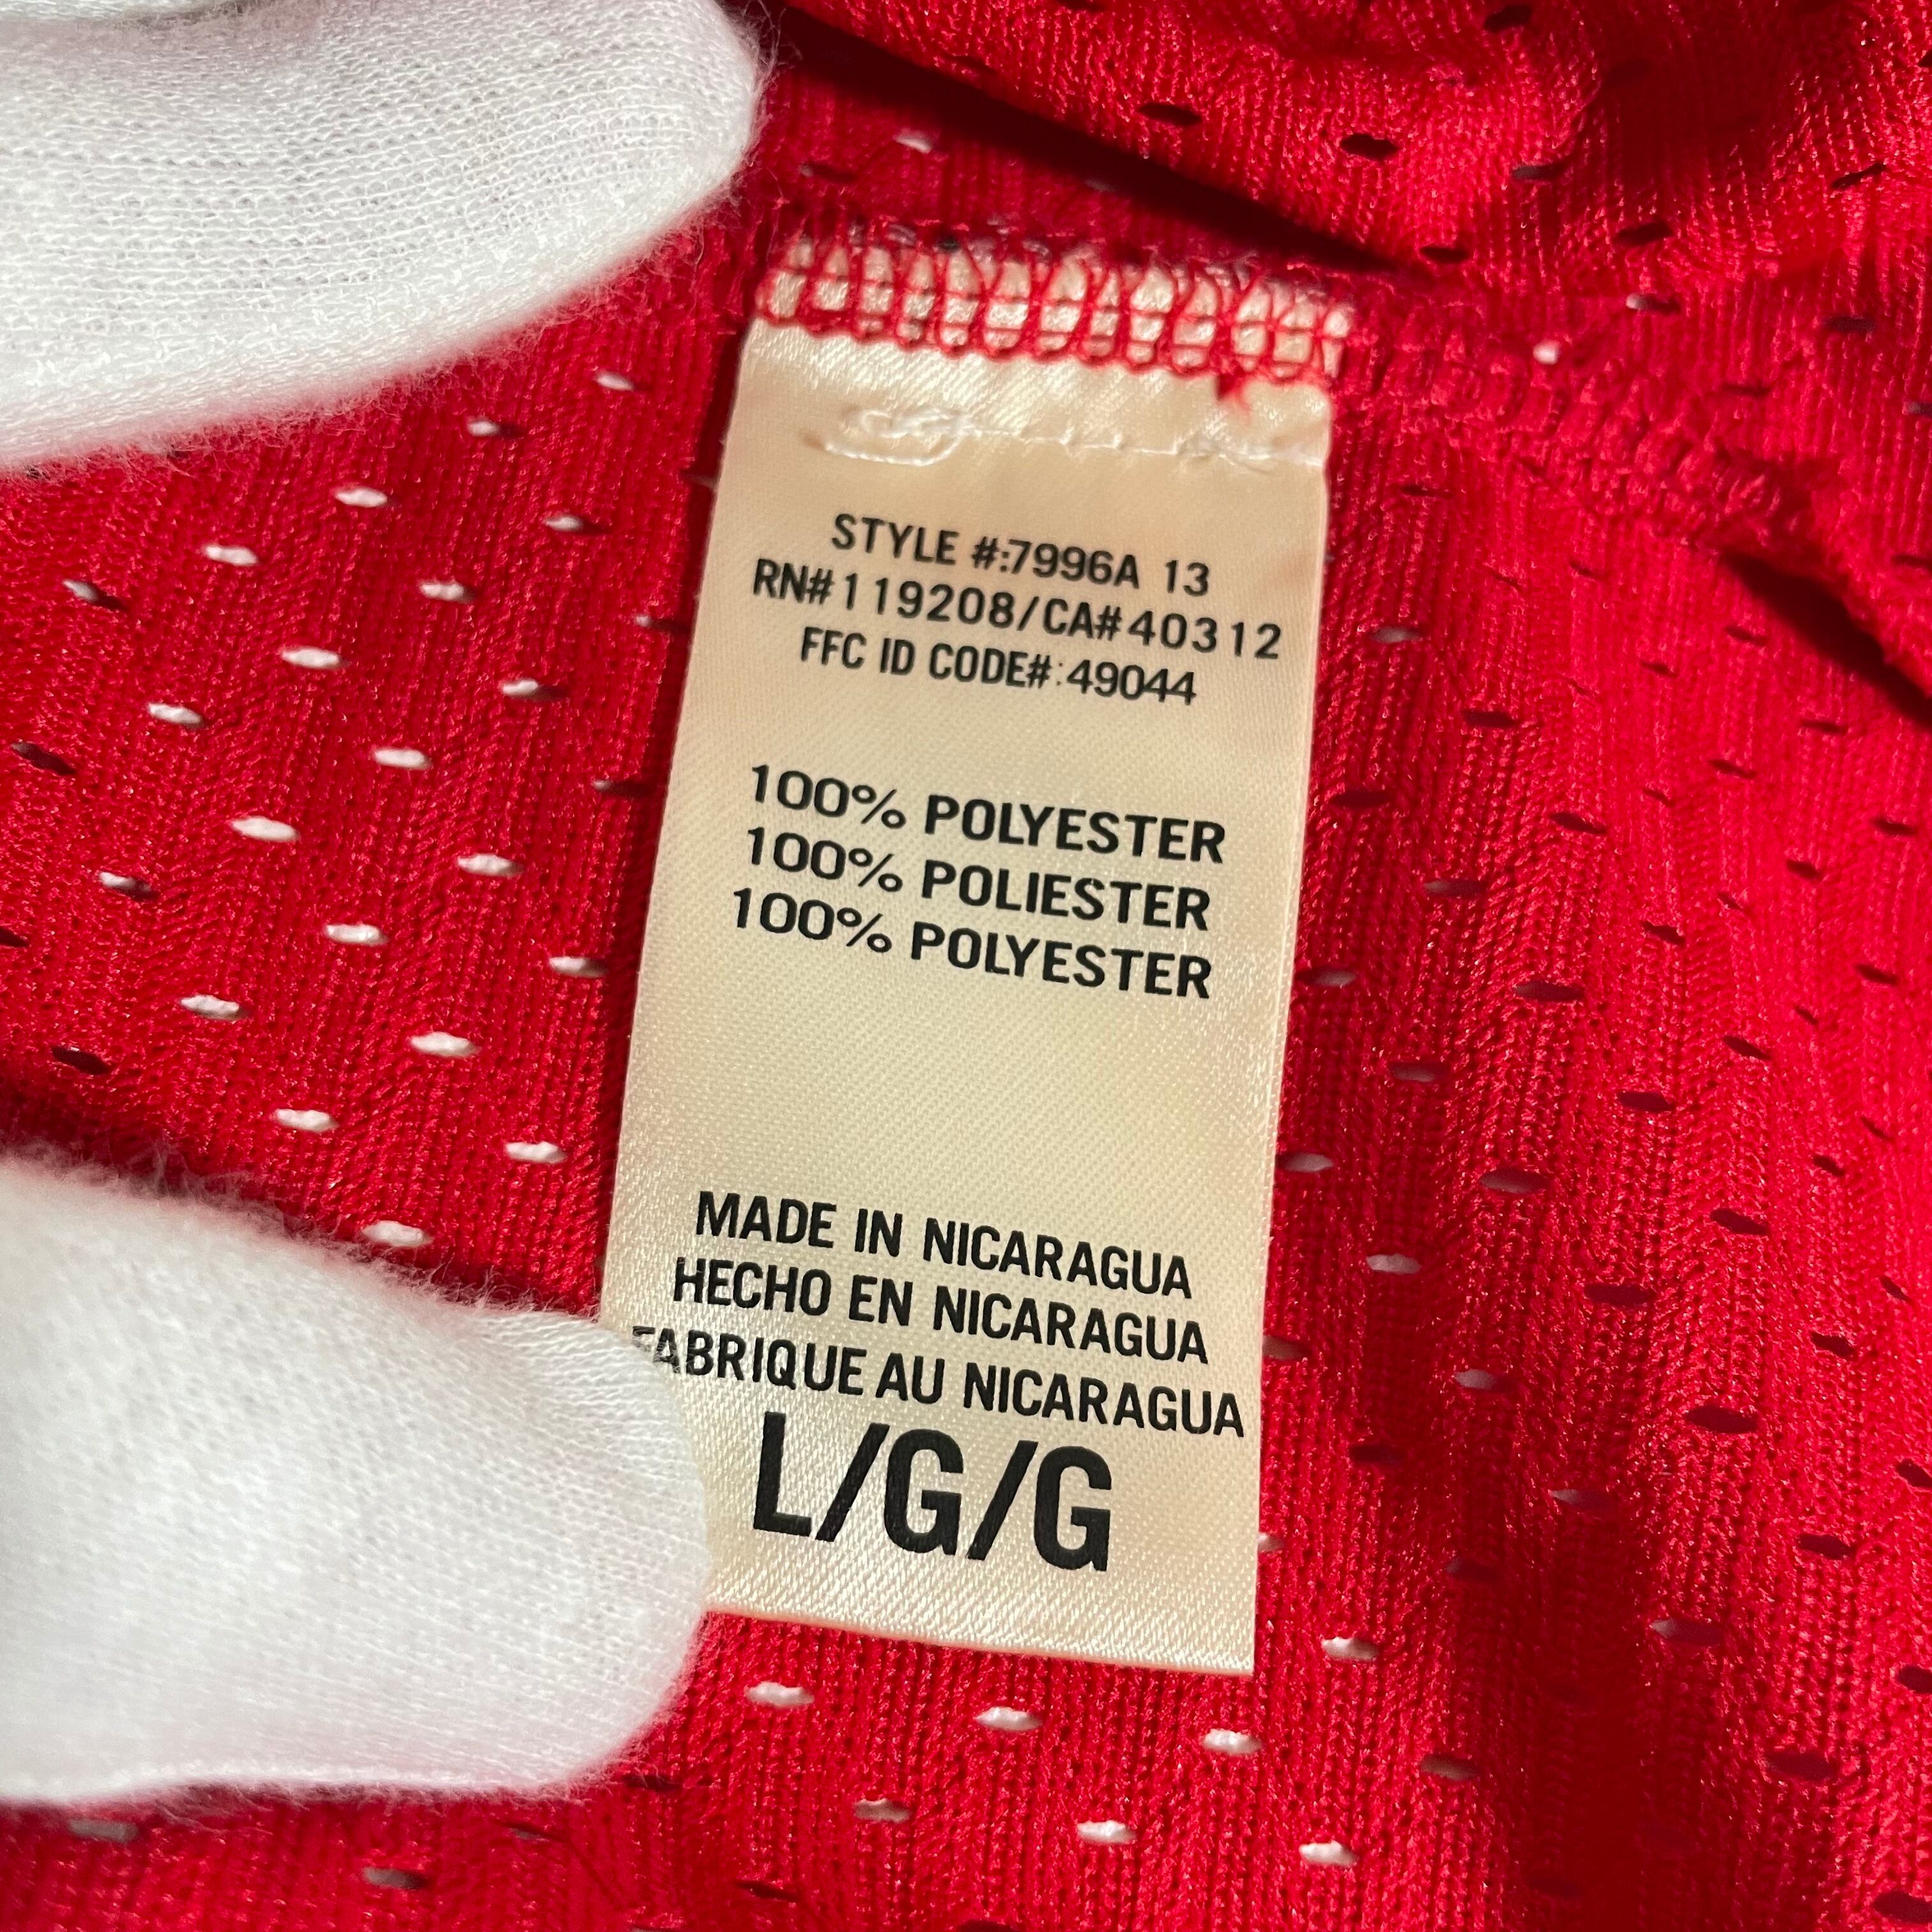 STYLE #:7996A 13
RN#119208/CA#40312
FFC ID CODE#:49044
100% POLYESTER
100% POLIESTER
100% POLYESTER
MADE IN NICARAGUA
HECHO EN NICARAGUA
FABRIQUE AU NICARAGUA
L/G/G